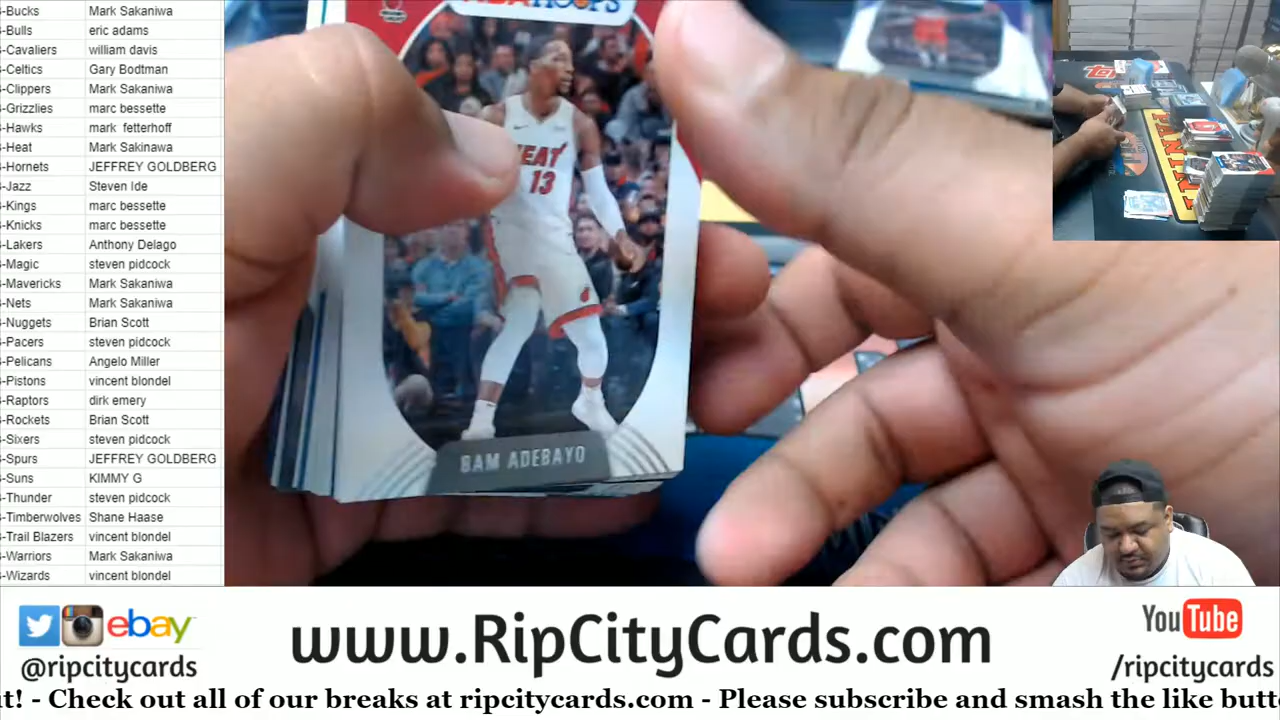 -Bucks Mark Sakaniwa
-Bulls eric adams
-Cavaliers william davis
-Celtics Gary Bodtman
-Clippers Mark Sakaniwa
-Grizzlies marc bessette
-Hawks mark fetterhoff
-Heat Mark Sakinawa
-Hornets JEFFREY GOLDBERG
-Jazz Steven Ide
-Kings marc bessette
-Knicks marc bessette
-Lakers Anthony Delago
-Magic steven pidcock
-Mavericks Mark Sakaniwa
-Nets Mark Sakaniwa
-Nuggets Brian Scott
-Pacers steven pidcock
-Pelicans Angelo Miller
-Pistons vincent blondel
-Raptors dirk emery
-Rockets Brian Scott
-Sixers steven pidcock
-Spurs JEFFREY GOLDBERG
-Suns KIMMY G
-Thunder steven pidcock
-Timberwolves Shane Haase
-Trail Blazers vincent blondel
-Warriors Mark Sakaniwa
-Wizards vincent blondel
HEAT
13
BAM ADEBAYO
PANINI
ebay
@ripcitycards
www.RipCityCards.com
YouTube
/ripcitycards
t! - Check out all of our breaks at ripcitycards.com - Please subscribe and smash the like butt